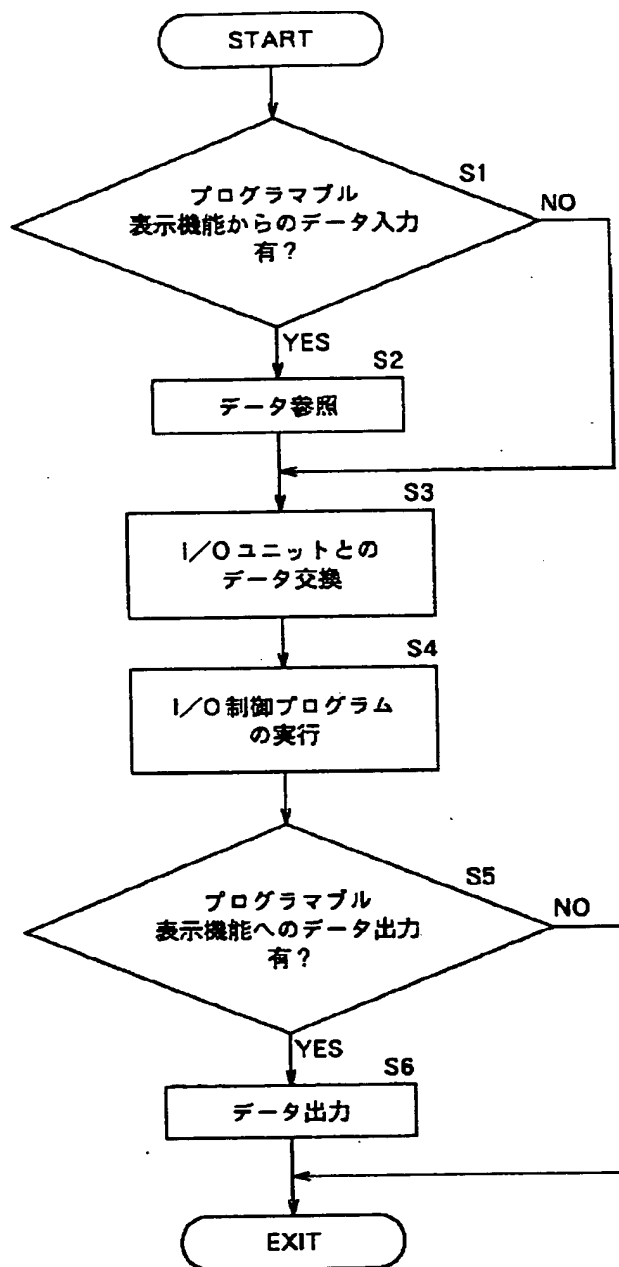 START
S1
プログラマブル
表示機能からのデータ入力
有？
NO
YES
S2
データ参照
S3
I／Oユニットとの
データ交換
S4
I／O制御プログラム
の実行
S5
プログラマブル
表示機能へのデータ出力
有？
NO
YES
S6
データ出力
EXIT